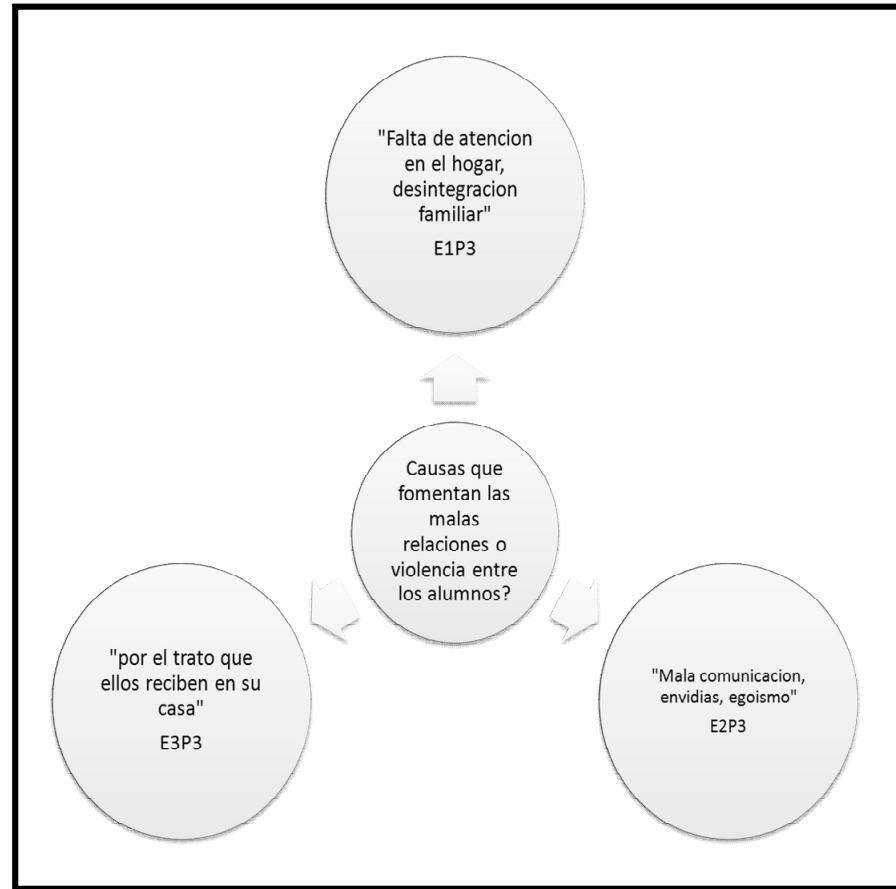 "Falta de atencion
en el hogar,
desintegracion
familiar"
E1P3
Causas que
fomentan las
malas
relaciones o
violencia entre
los alumnos?
"por el trato que
ellos reciben en su
casa"
E3P3
"Mala comunicacion,
envidias, egoismo"
E2P3